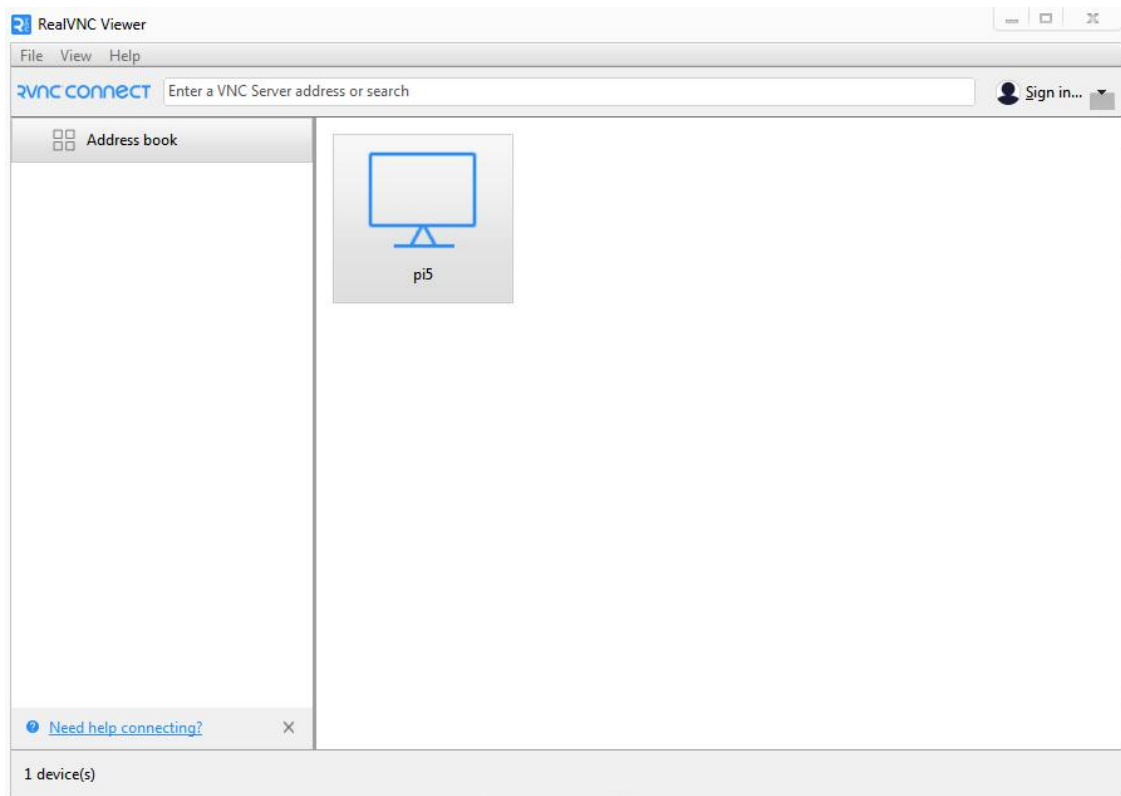 RealVNC Viewer
File View Help
RVNC CONNECT Enter a VNC Server address or search Sign in...
Address book
pi5
Need help connecting?
1 device(s)